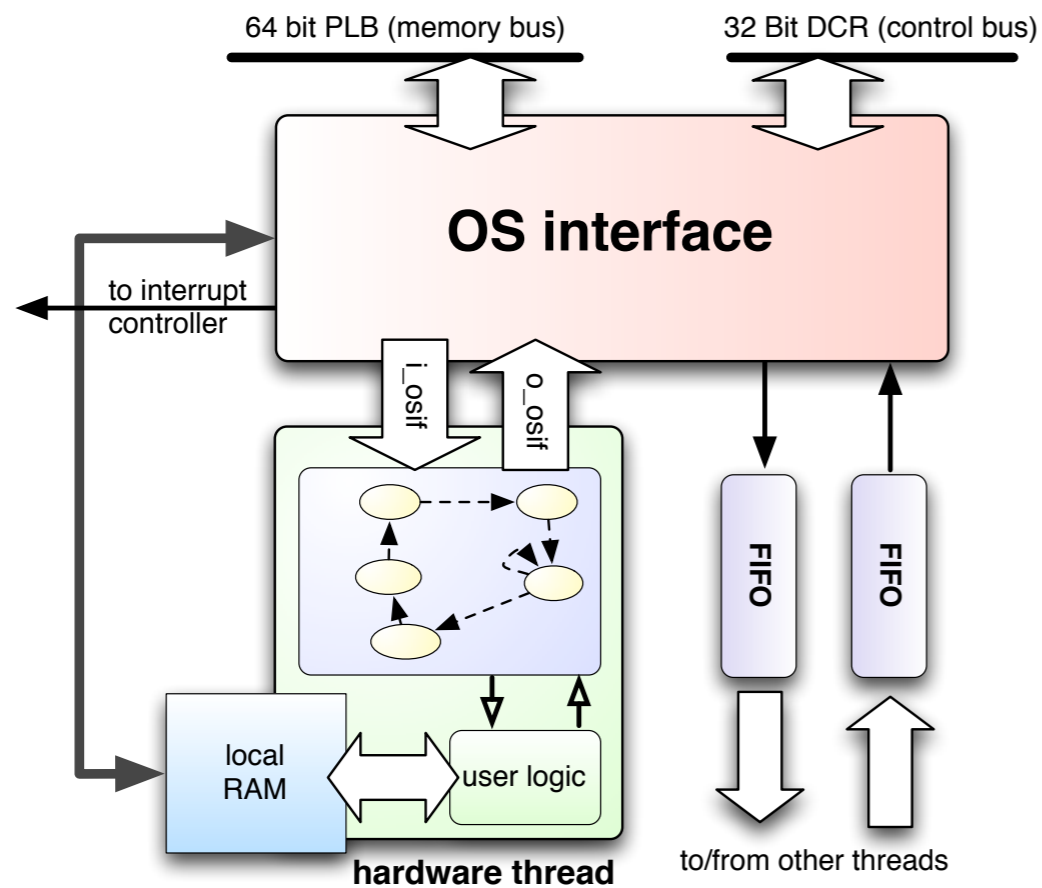 64 bit PLB (memory bus)
32 Bit DCR (control bus)
OS interface
to interrupt
controller
i_osif
o_osif
FIFO
FIFO
local
RAM
user logic
hardware thread
to/from other threads